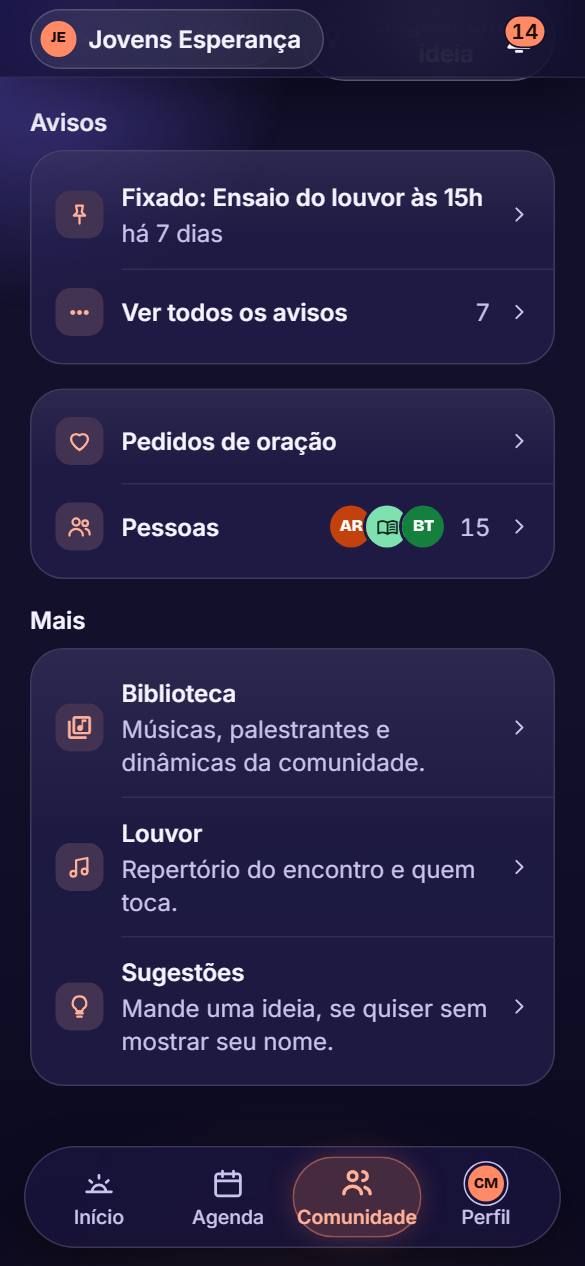 JE Jovens Esperança
ideia
14
Avisos
Fixado: Ensaio do louvor às 15h
há 7 dias
Ver todos os avisos 7
Pedidos de oração
Pessoas AR BT 15
Mais
Biblioteca
Músicas, palestrantes e
dinâmicas da comunidade.
Louvor
Repertório do encontro e quem
toca.
Sugestões
Mande uma ideia, se quiser sem
mostrar seu nome.
CM
Início Agenda Comunidade Perfil